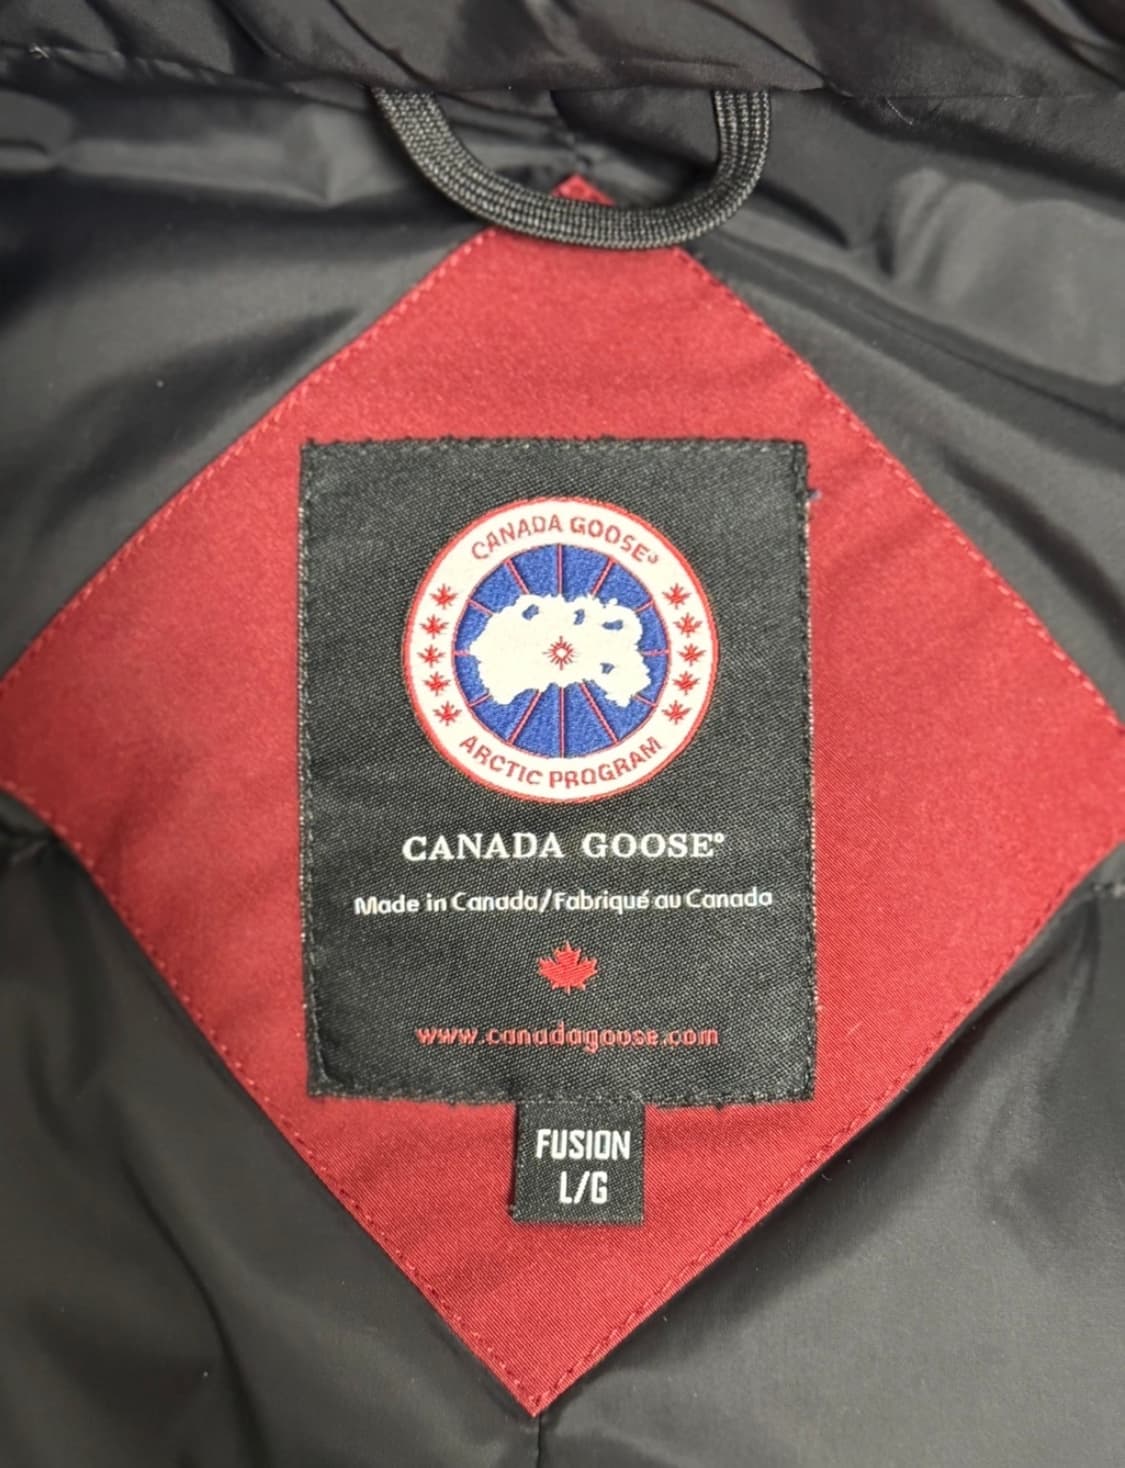 CANADA GOOSE®
ARCTIC PROGRAM
CANADA GOOSE®
Made in Canada/Fabriqué au Canada
www.canadagoose.com
FUSION
L/G